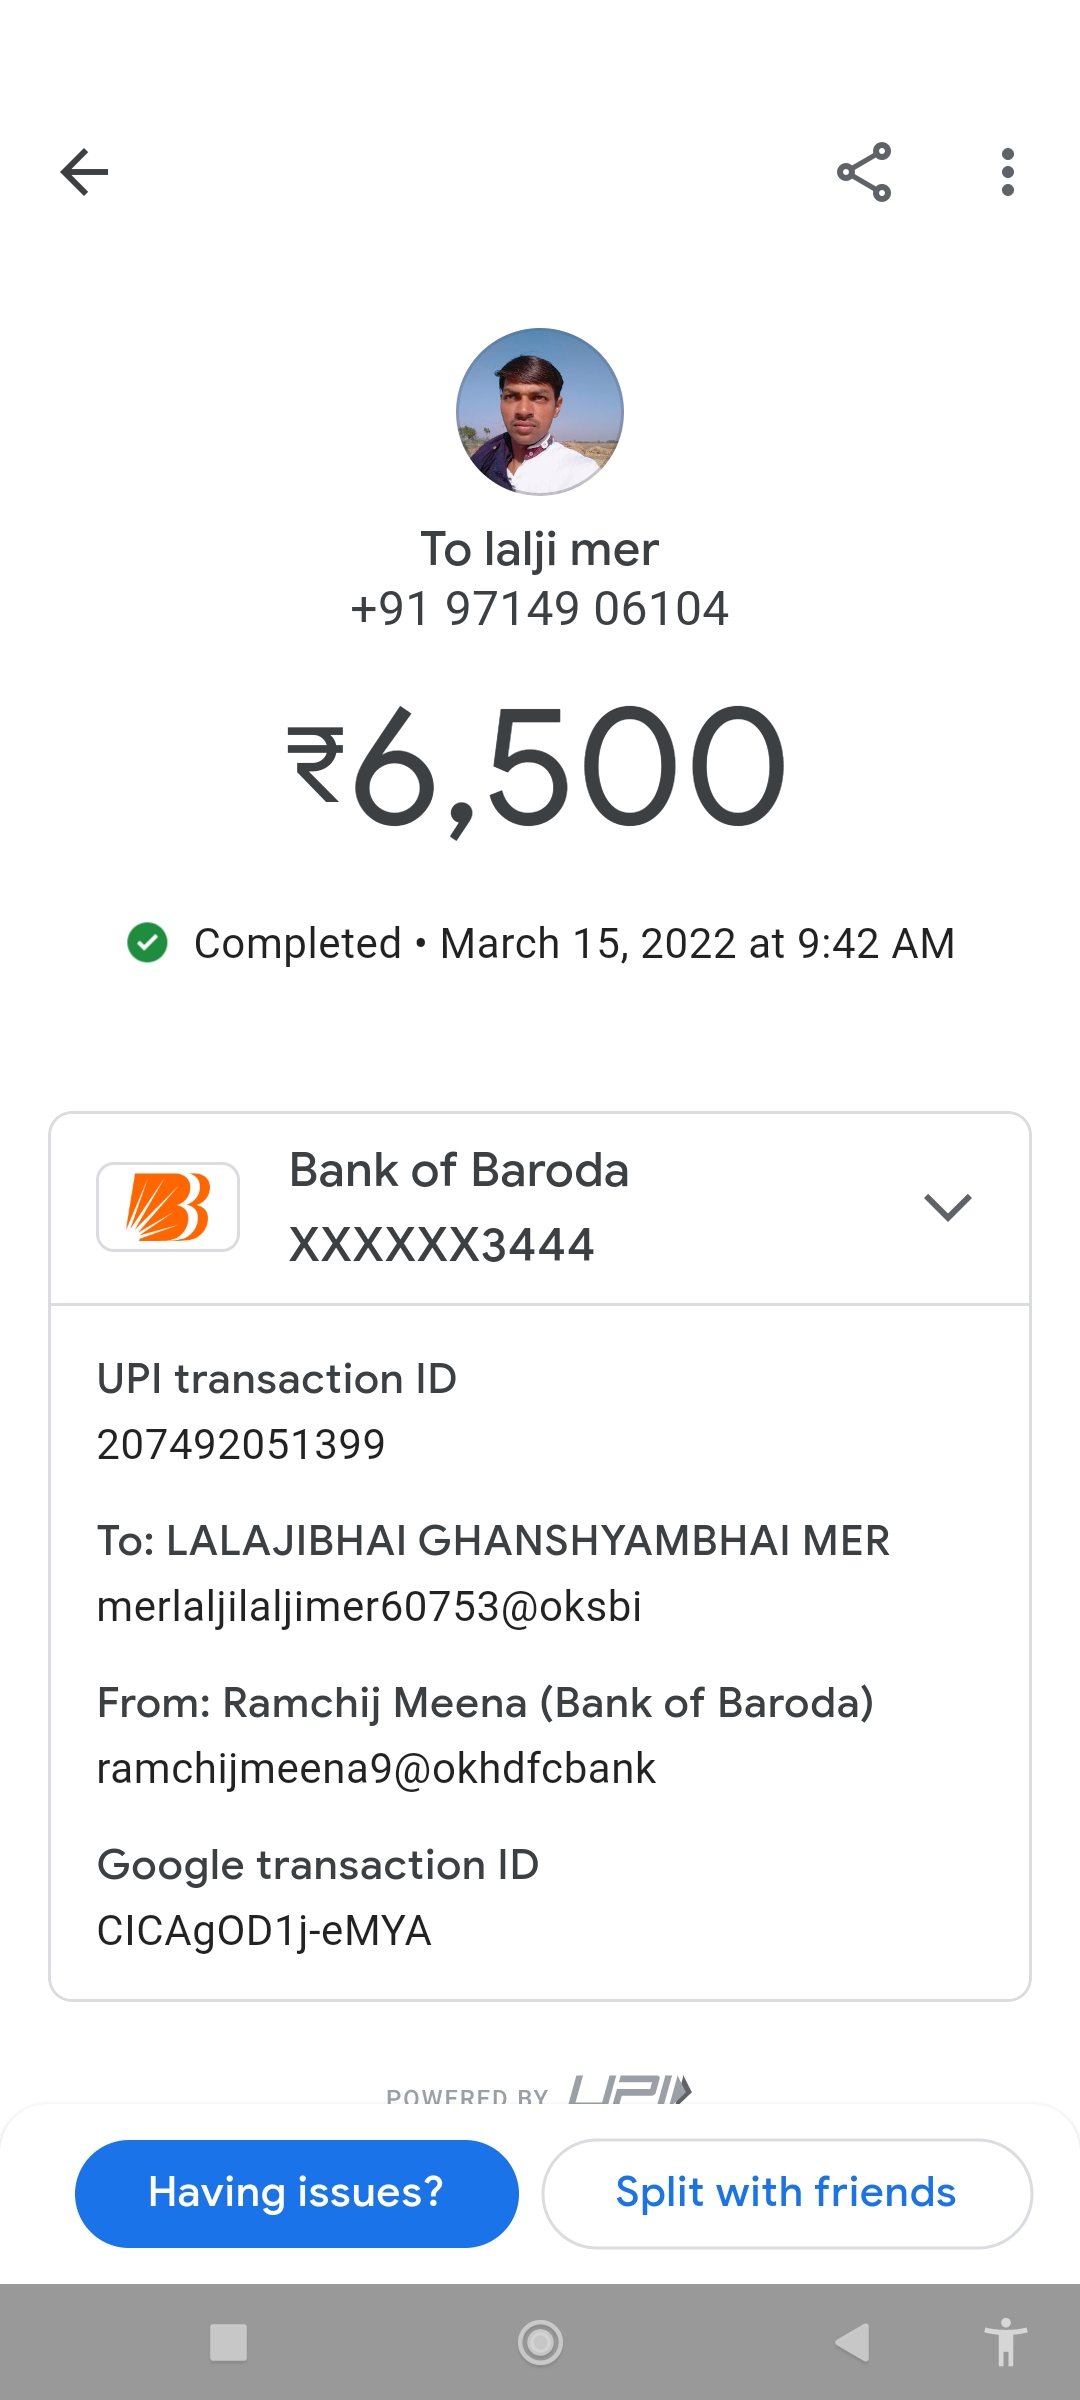 To lalji mer
+91 97149 06104
₹6,500
Completed • March 15, 2022 at 9:42 AM
Bank of Baroda
XXXXXX3444
UPI transaction ID
207492051399
To: LALAJIBHAI GHANSHYAMBHAI MER
merlaljilaljimer60753@oksbi
From: Ramchij Meena (Bank of Baroda)
ramchijmeena9@okhdfcbank
Google transaction ID
CICAgOD1j-eMYA
POWERED BY UPI
Having issues?
Split with friends